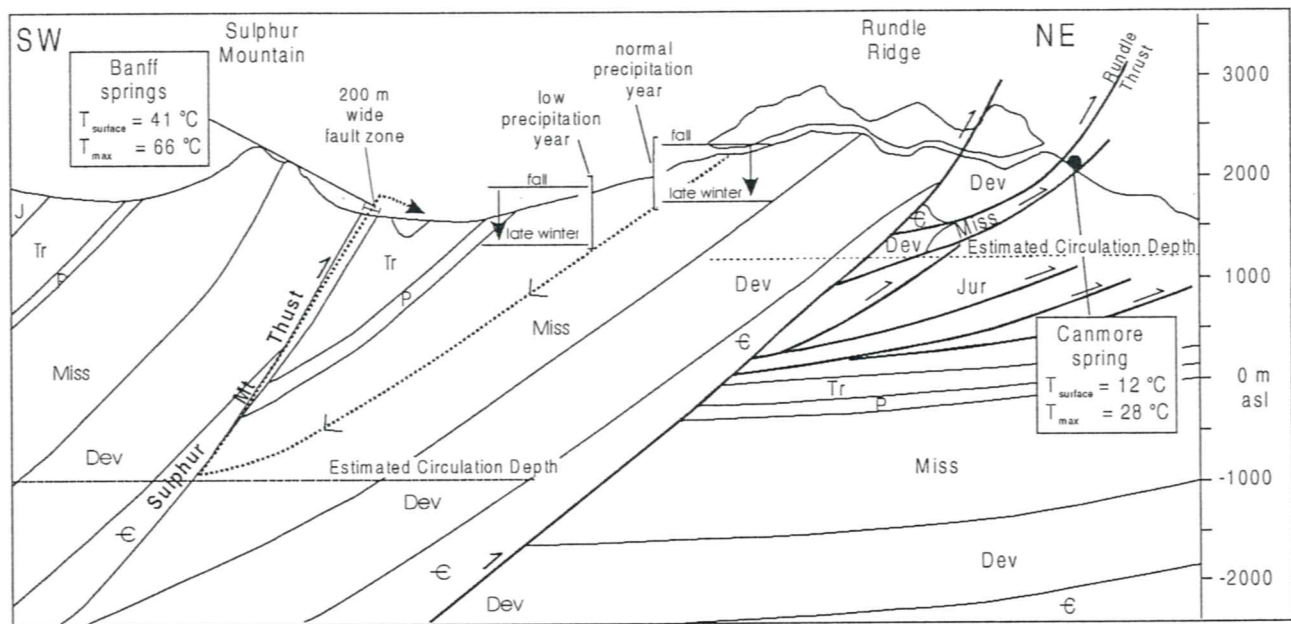 SW
Sulphur
Mountain
Banff
springs
T surface = 41 °C
T max = 66 °C
200 m
wide
fault zone
low
precipitation
year
normal
precipitation
year
Rundle
Ridge
NE
Rundle
Thrust
3000
2000
1000
0 m
asl
-1000
-2000
fall
late winter
fall
late winter
J
Tr
P
Miss
Dev
Є
Sulphur Mt Thust
Tr
P
Miss
Dev
Dev
Є
Є
Dev
Dev
Miss
Є
Dev
Estimated Circulation Depth
Jur
Canmore
spring
T surface = 12 °C
T max = 28 °C
Tr
P
Estimated Circulation Depth
Miss
Dev
Є